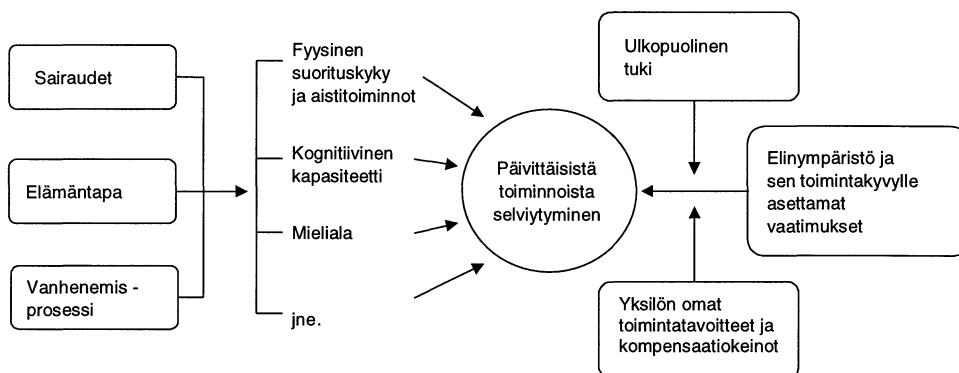 Sairaudet
Elämäntapa
Vanhenemis -
prosessi
Fyysinen
suorituskyky
ja aistitoiminnot
Kognitiivinen
kapasiteetti
Mieliala
jne.
Päivittäisistä
toiminnoista
selviytyminen
Ulkopuolinen
tuki
Elinympäristö ja
sen toimintakyvylle
asettamat
vaatimukset
Yksilön omat
toimintatavoitteet ja
kompensaatiokeinot